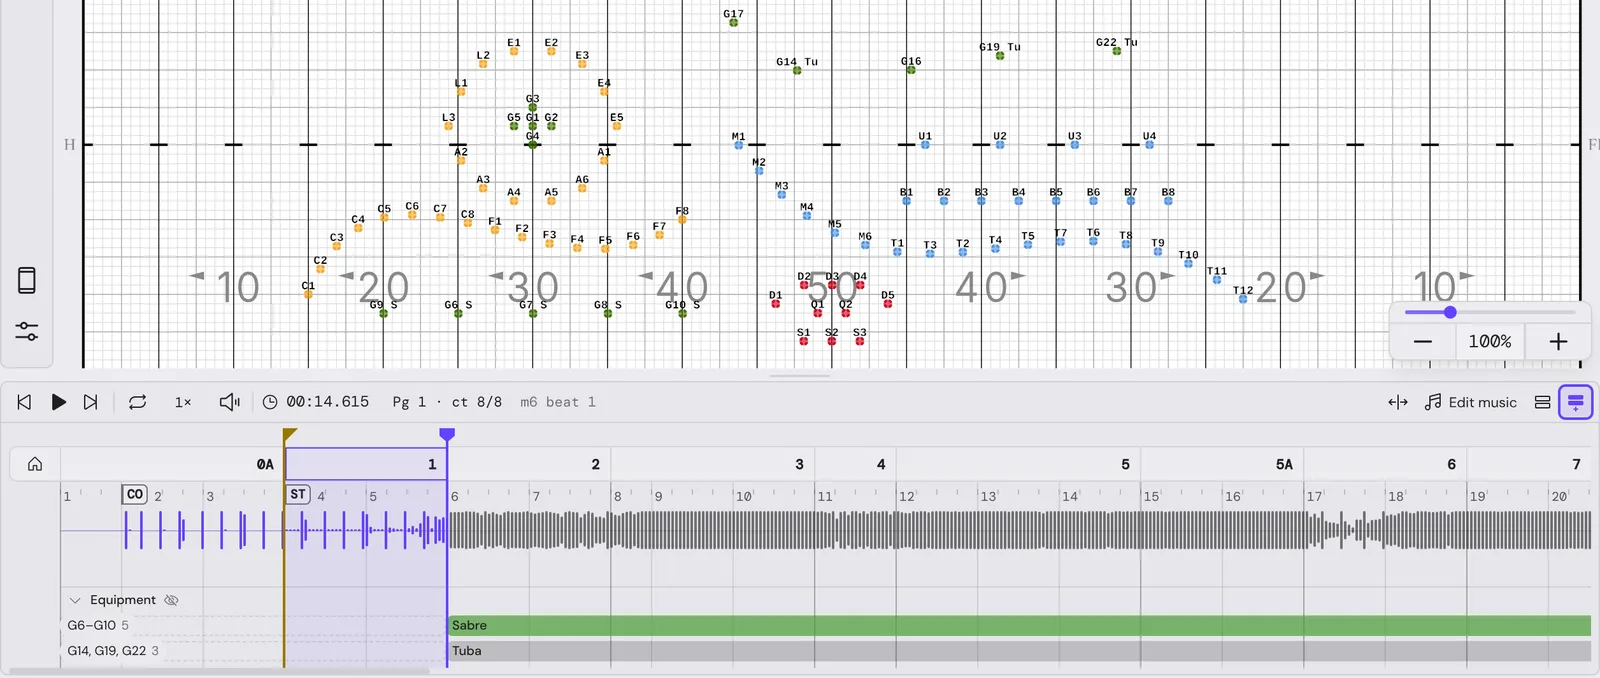 G17
E1 E2
G19 Tu G22 Tu
L2 E3
G14 Tu G16
L1 E4
G3
L3 G5 G1 G2 E5
H G4 M1 U1 U2 U3 U4
A2 A1
M2
A3 A6 M3
A4 A5 B1 B2 B3 B4 B5 B6 B7 B8
C5 C6 C7 C8 F8 M4
C4 F1 F2 F7 M5
C3 F3 F4 F5 F6 M6 T1 T3 T2 T4 T5 T7 T6 T8 T9
C2 T10
T11
10 20 30 40 50 40 30 20 10
D2 D3 D4
C1 D1 D5 T12
G9 S G6 S G7 S G8 S G10 S Q1 Q2
S1 S2 S3
100%
1×
00:14.615
Pg 1 · ct 8/8
m6 beat 1
Edit music
0A 1 2 3 4 5 5A 6 7
1 CO 2 3 ST 4 5 6 7 8 9 10 11 12 13 14 15 16 17 18 19 20
Equipment
G6–G10 5 Sabre
G14, G19, G22 3 Tuba